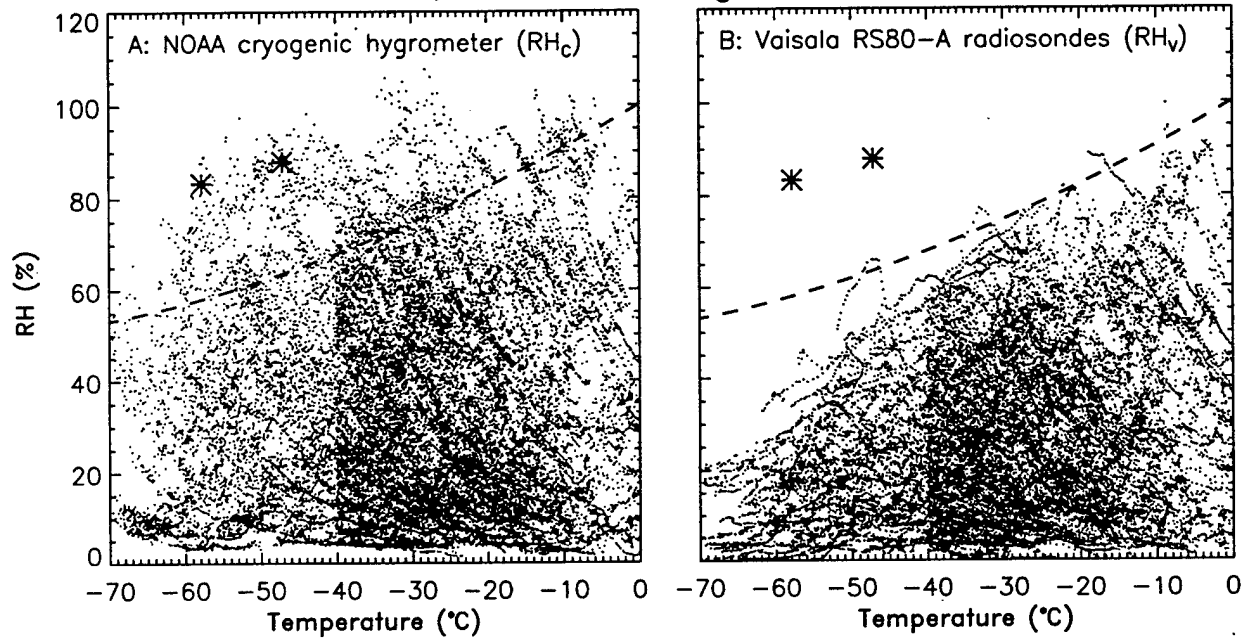 A: NOAA cryogenic hygrometer (RHC)
B: Vaisala RS80-A radiosondes (RHV)
120
100
80
60
40
20
0
RH (%)
-70 -60 -50 -40 -30 -20 -10 0
-70 -60 -50 -40 -30 -20 -10 0
Temperature (°C)
Temperature (°C)